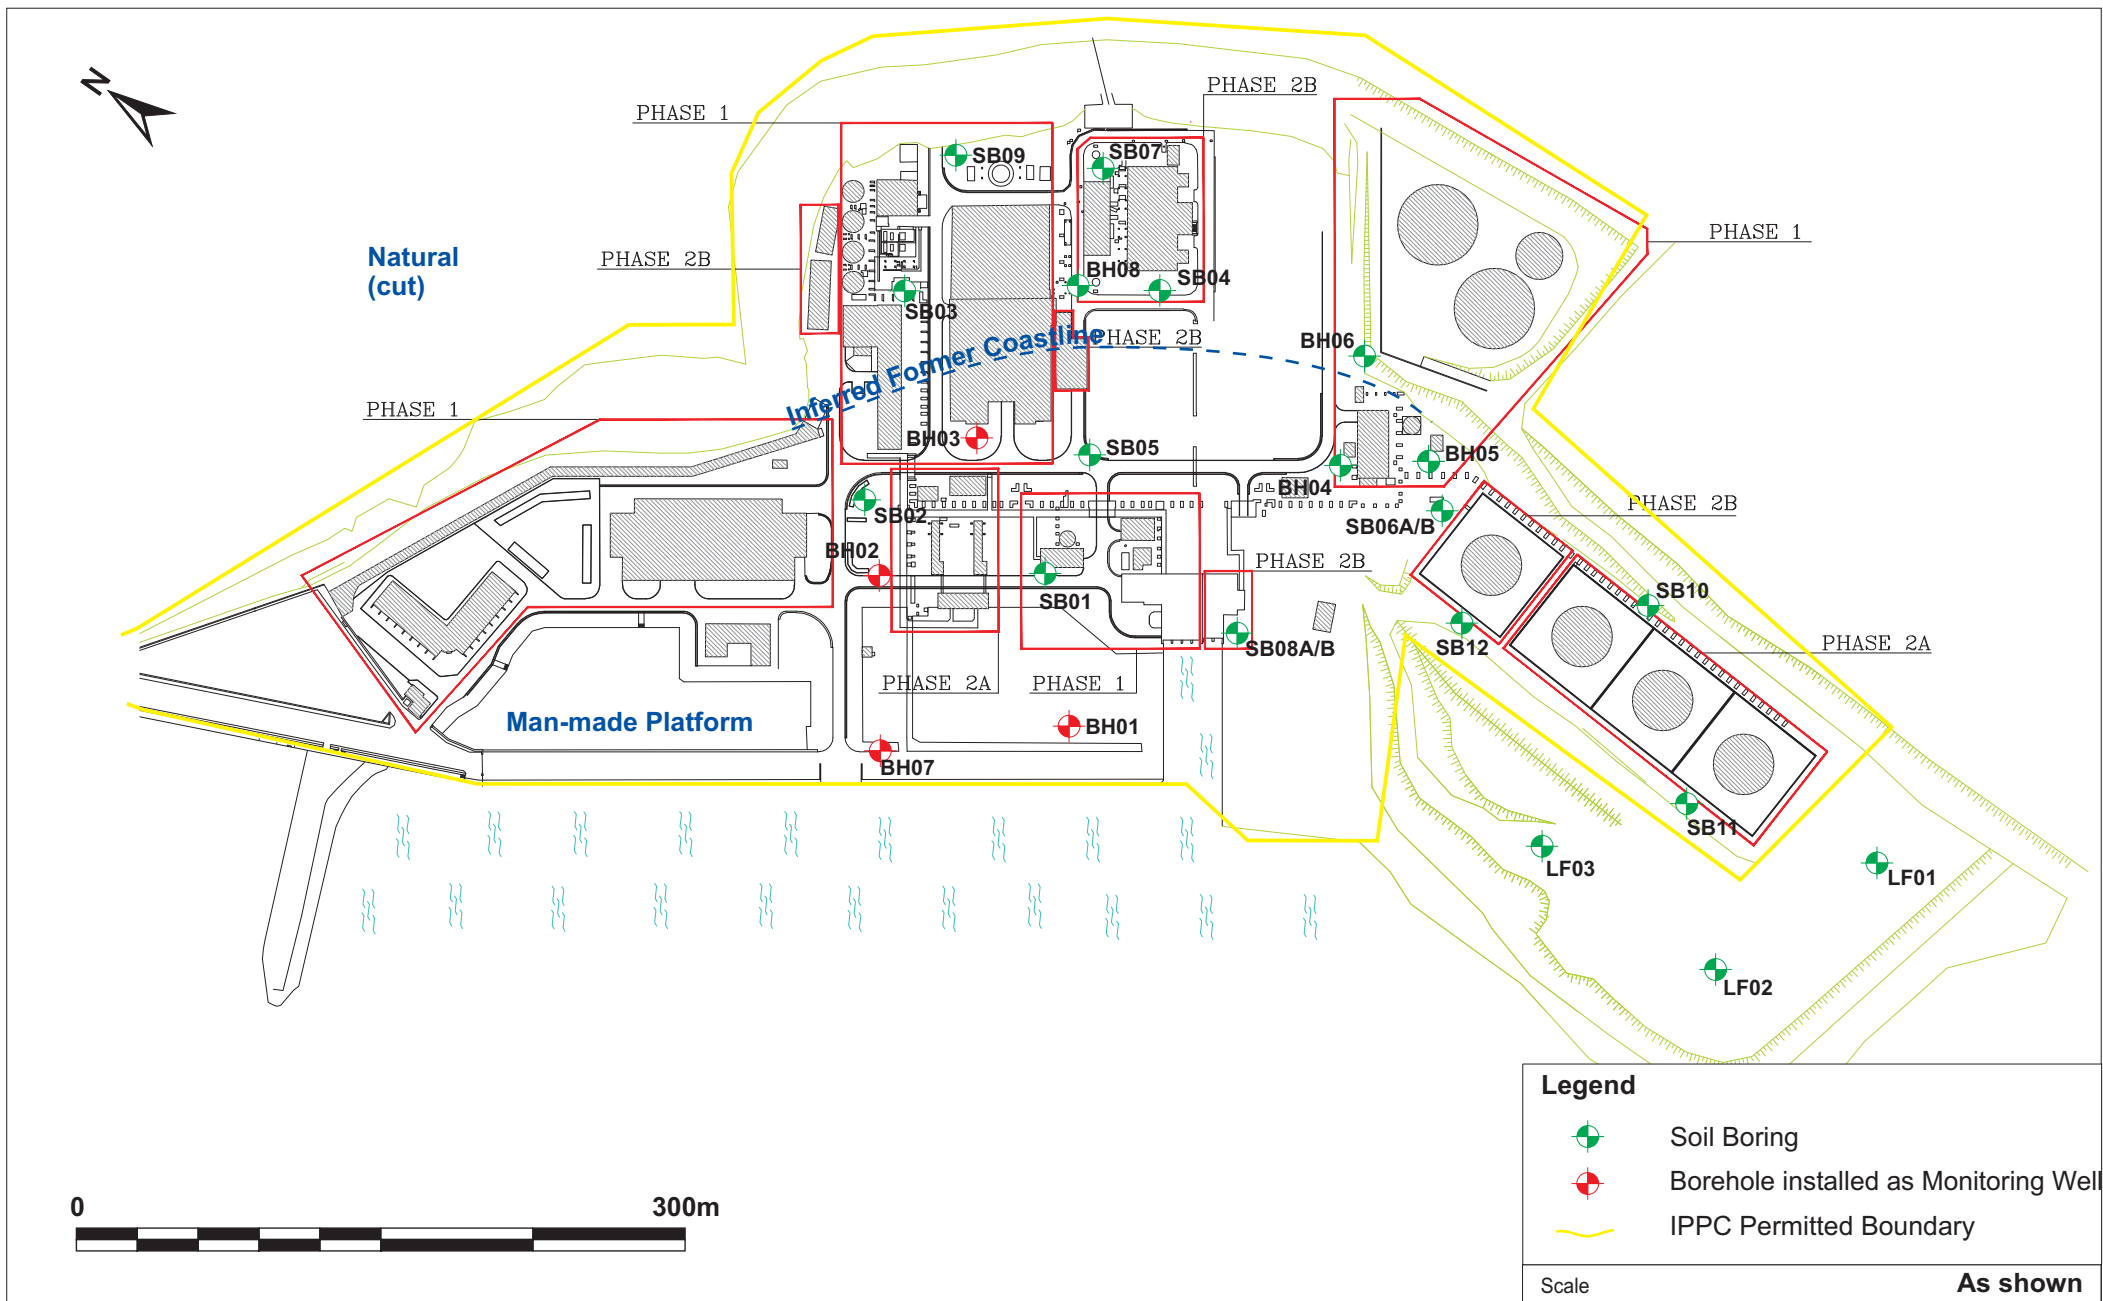 N
PHASE 1
PHASE 2B
SB09
SB07
PHASE 1
Natural
(cut)
PHASE 2B
BH08
SB04
SB03
PHASE 2B
Inferred Former Coastline
BH06
PHASE 1
BH03
SB05
BH05
BH04
PHASE 2B
SB02
SB06A/B
BH02
PHASE 2B
SB01
SB10
SB12
SB08A/B
PHASE 2A
PHASE 2A
PHASE 1
Man-made Platform
BH01
BH07
SB11
LF03
LF01
LF02
Legend
Soil Boring
Borehole installed as Monitoring Well
IPPC Permitted Boundary
0
300m
Scale
As shown